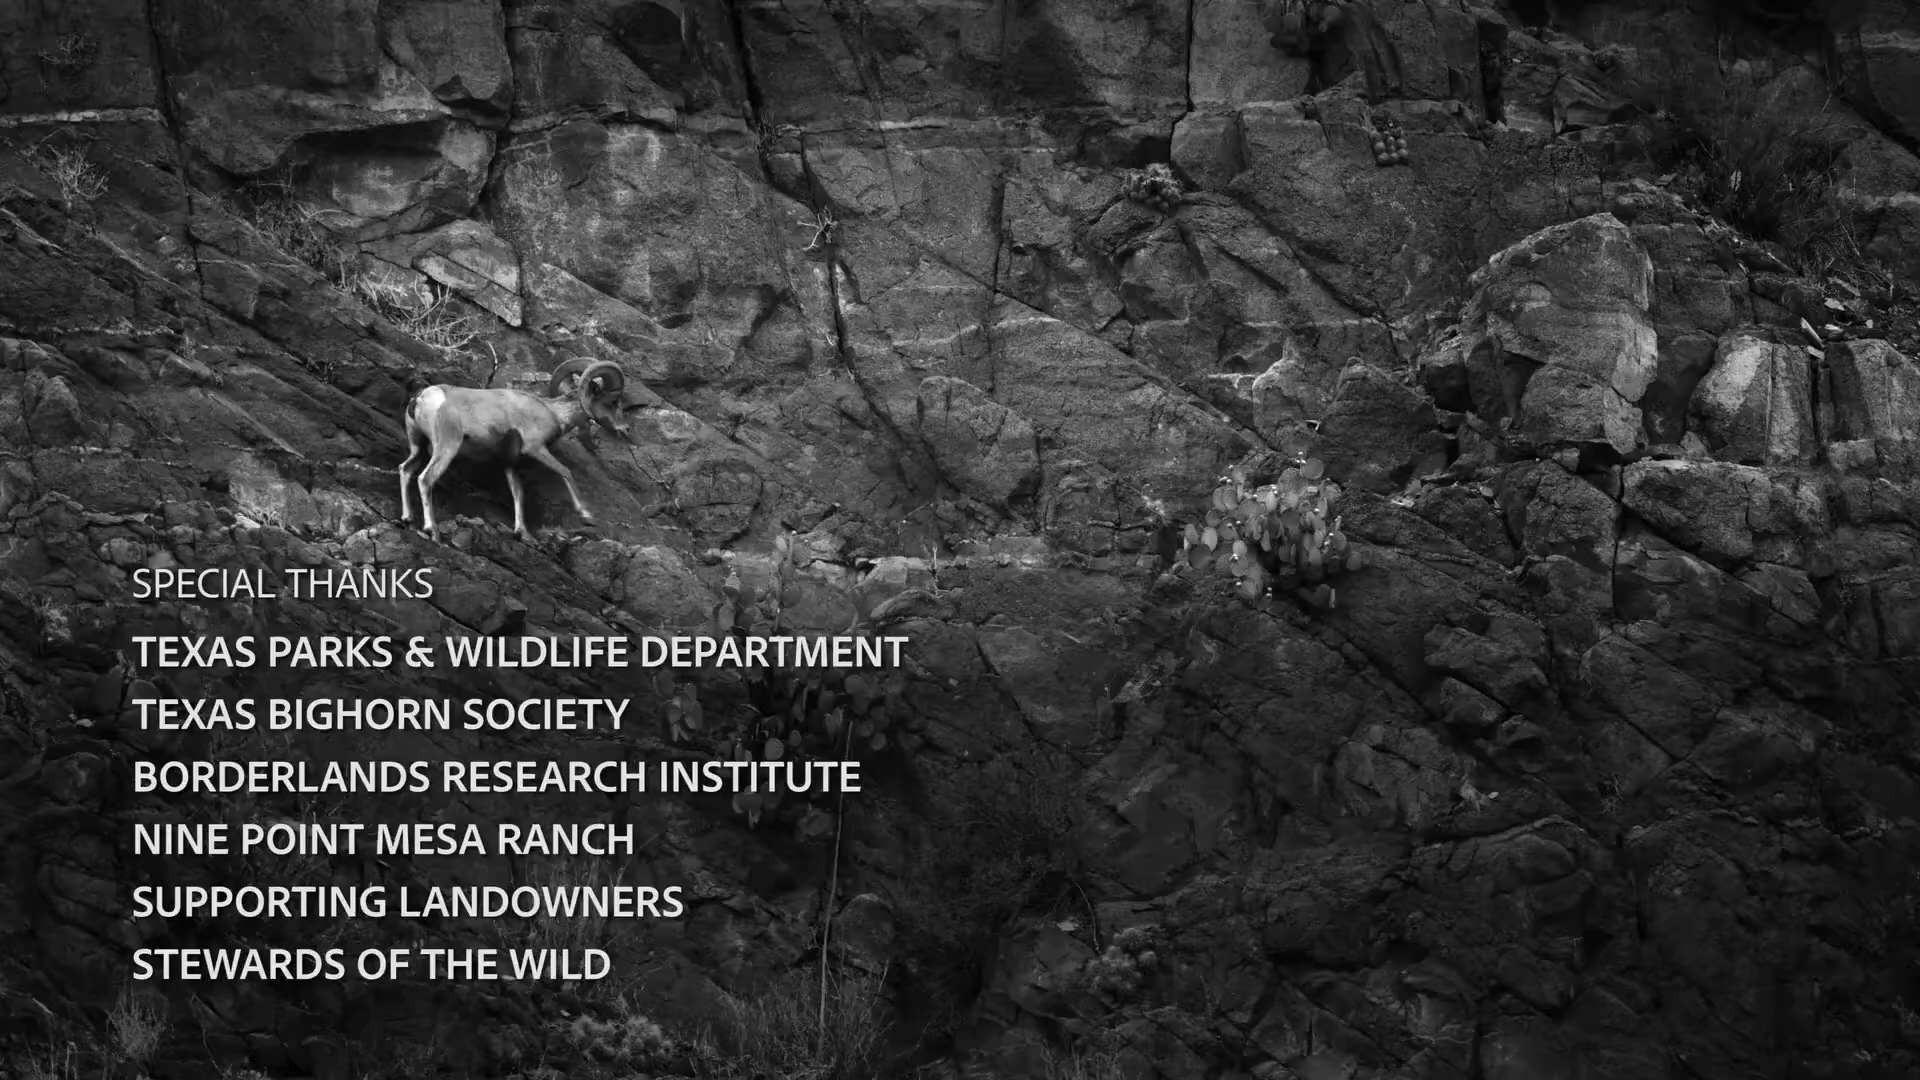 SPECIAL THANKS
TEXAS PARKS & WILDLIFE DEPARTMENT
TEXAS BIGHORN SOCIETY
BORDERLANDS RESEARCH INSTITUTE
NINE POINT MESA RANCH
SUPPORTING LANDOWNERS
STEWARDS OF THE WILD